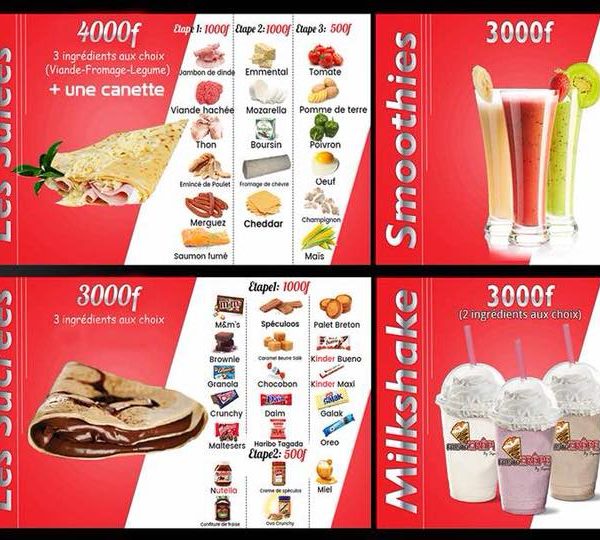 Les Salées
4000f
3 ingrédients aux choix
(Viande-Fromage-Legume)
+ une canette
Etape 1: 1000f
Jambon de dinde
Viande hachée
Thon
Emincé de Poulet
Merguez
Saumon fumé
Etape 2: 1000f
Emmental
Mozarella
Boursin
Fromage de chèvre
Cheddar
Etape 3: 500f
Tomate
Pomme de terre
Poivron
Oeuf
Champignon
Maïs
Smoothies
3000f
Les Sucrées
3000f
3 ingrédients aux choix
Etape1: 1000f
M&m's
Spéculoos
Palet Breton
Brownie
Caramel Beurre Salé
Kinder Bueno
Granola
Chocobon
Kinder Maxi
Crunchy
Daim
Galak
Maltesers
Haribo Tagada
Oreo
Etape2: 500f
Nutella
Creme de spéculos
Miel
Confiture de fraise
Ovo Crunchy
Milkshake
3000f
(2 ingrédients aux choix)